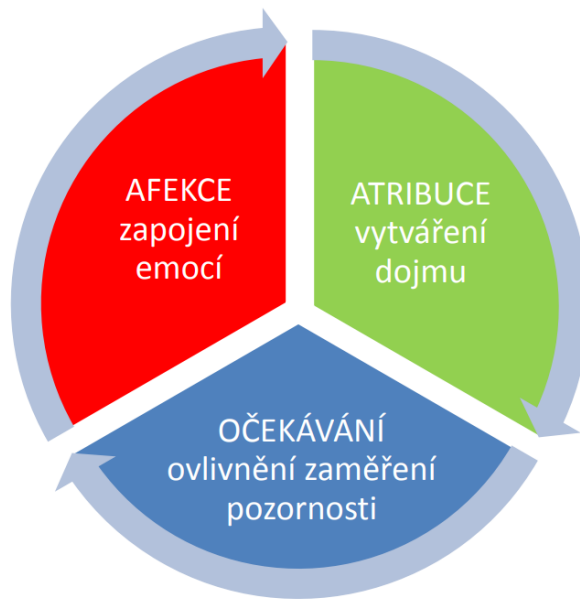 AFEKCE
zapojení
emocí
ATRIBUCE
vytváření
dojmu
OČEKÁVÁNÍ
ovlivnění zaměření
pozornosti